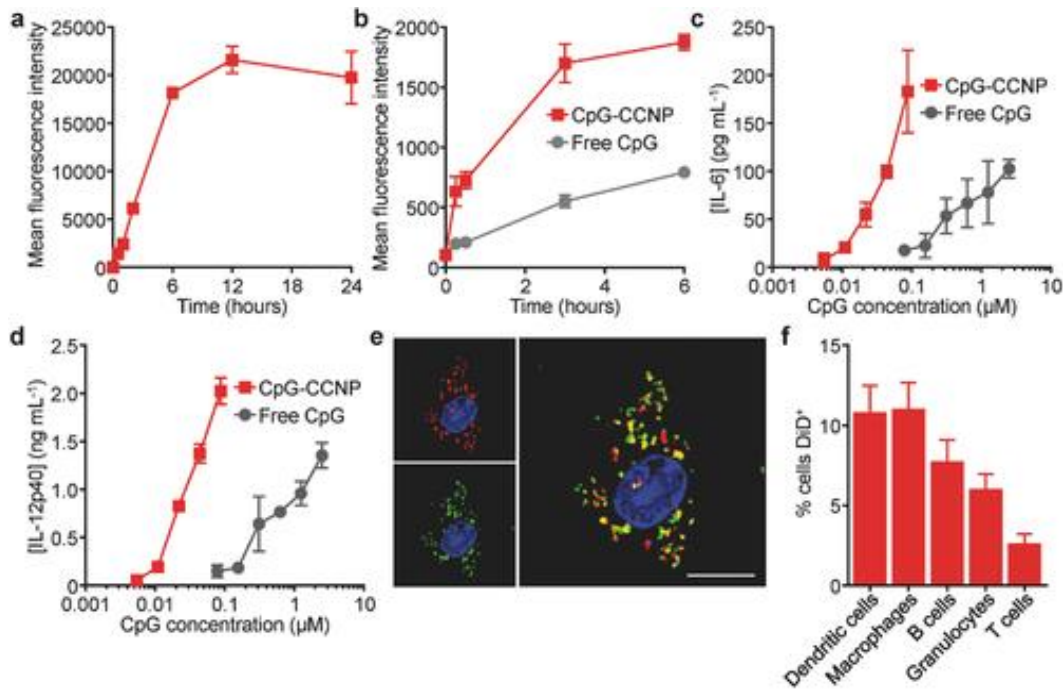 a
Mean fluorescence intensity
25000
20000
15000
10000
5000
0
0 6 12 18 24
Time (hours)
b
Mean fluorescence intensity
2000
1500
1000
500
0
0 2 4 6
Time (hours)
CpG-CCNP
Free CpG
c
[IL-6] (pg mL⁻¹)
250
200
150
100
50
0
0.001 0.01 0.1 1 10
CpG concentration (µM)
CpG-CCNP
Free CpG
d
[IL-12p40] (ng mL⁻¹)
2.5
2.0
1.5
1.0
0.5
0
0.001 0.01 0.1 1 10
CpG concentration (µM)
CpG-CCNP
Free CpG
e
f
% cells DiD⁺
15
10
5
0
Dendritic cells
Macrophages
B cells
Granulocytes
T cells